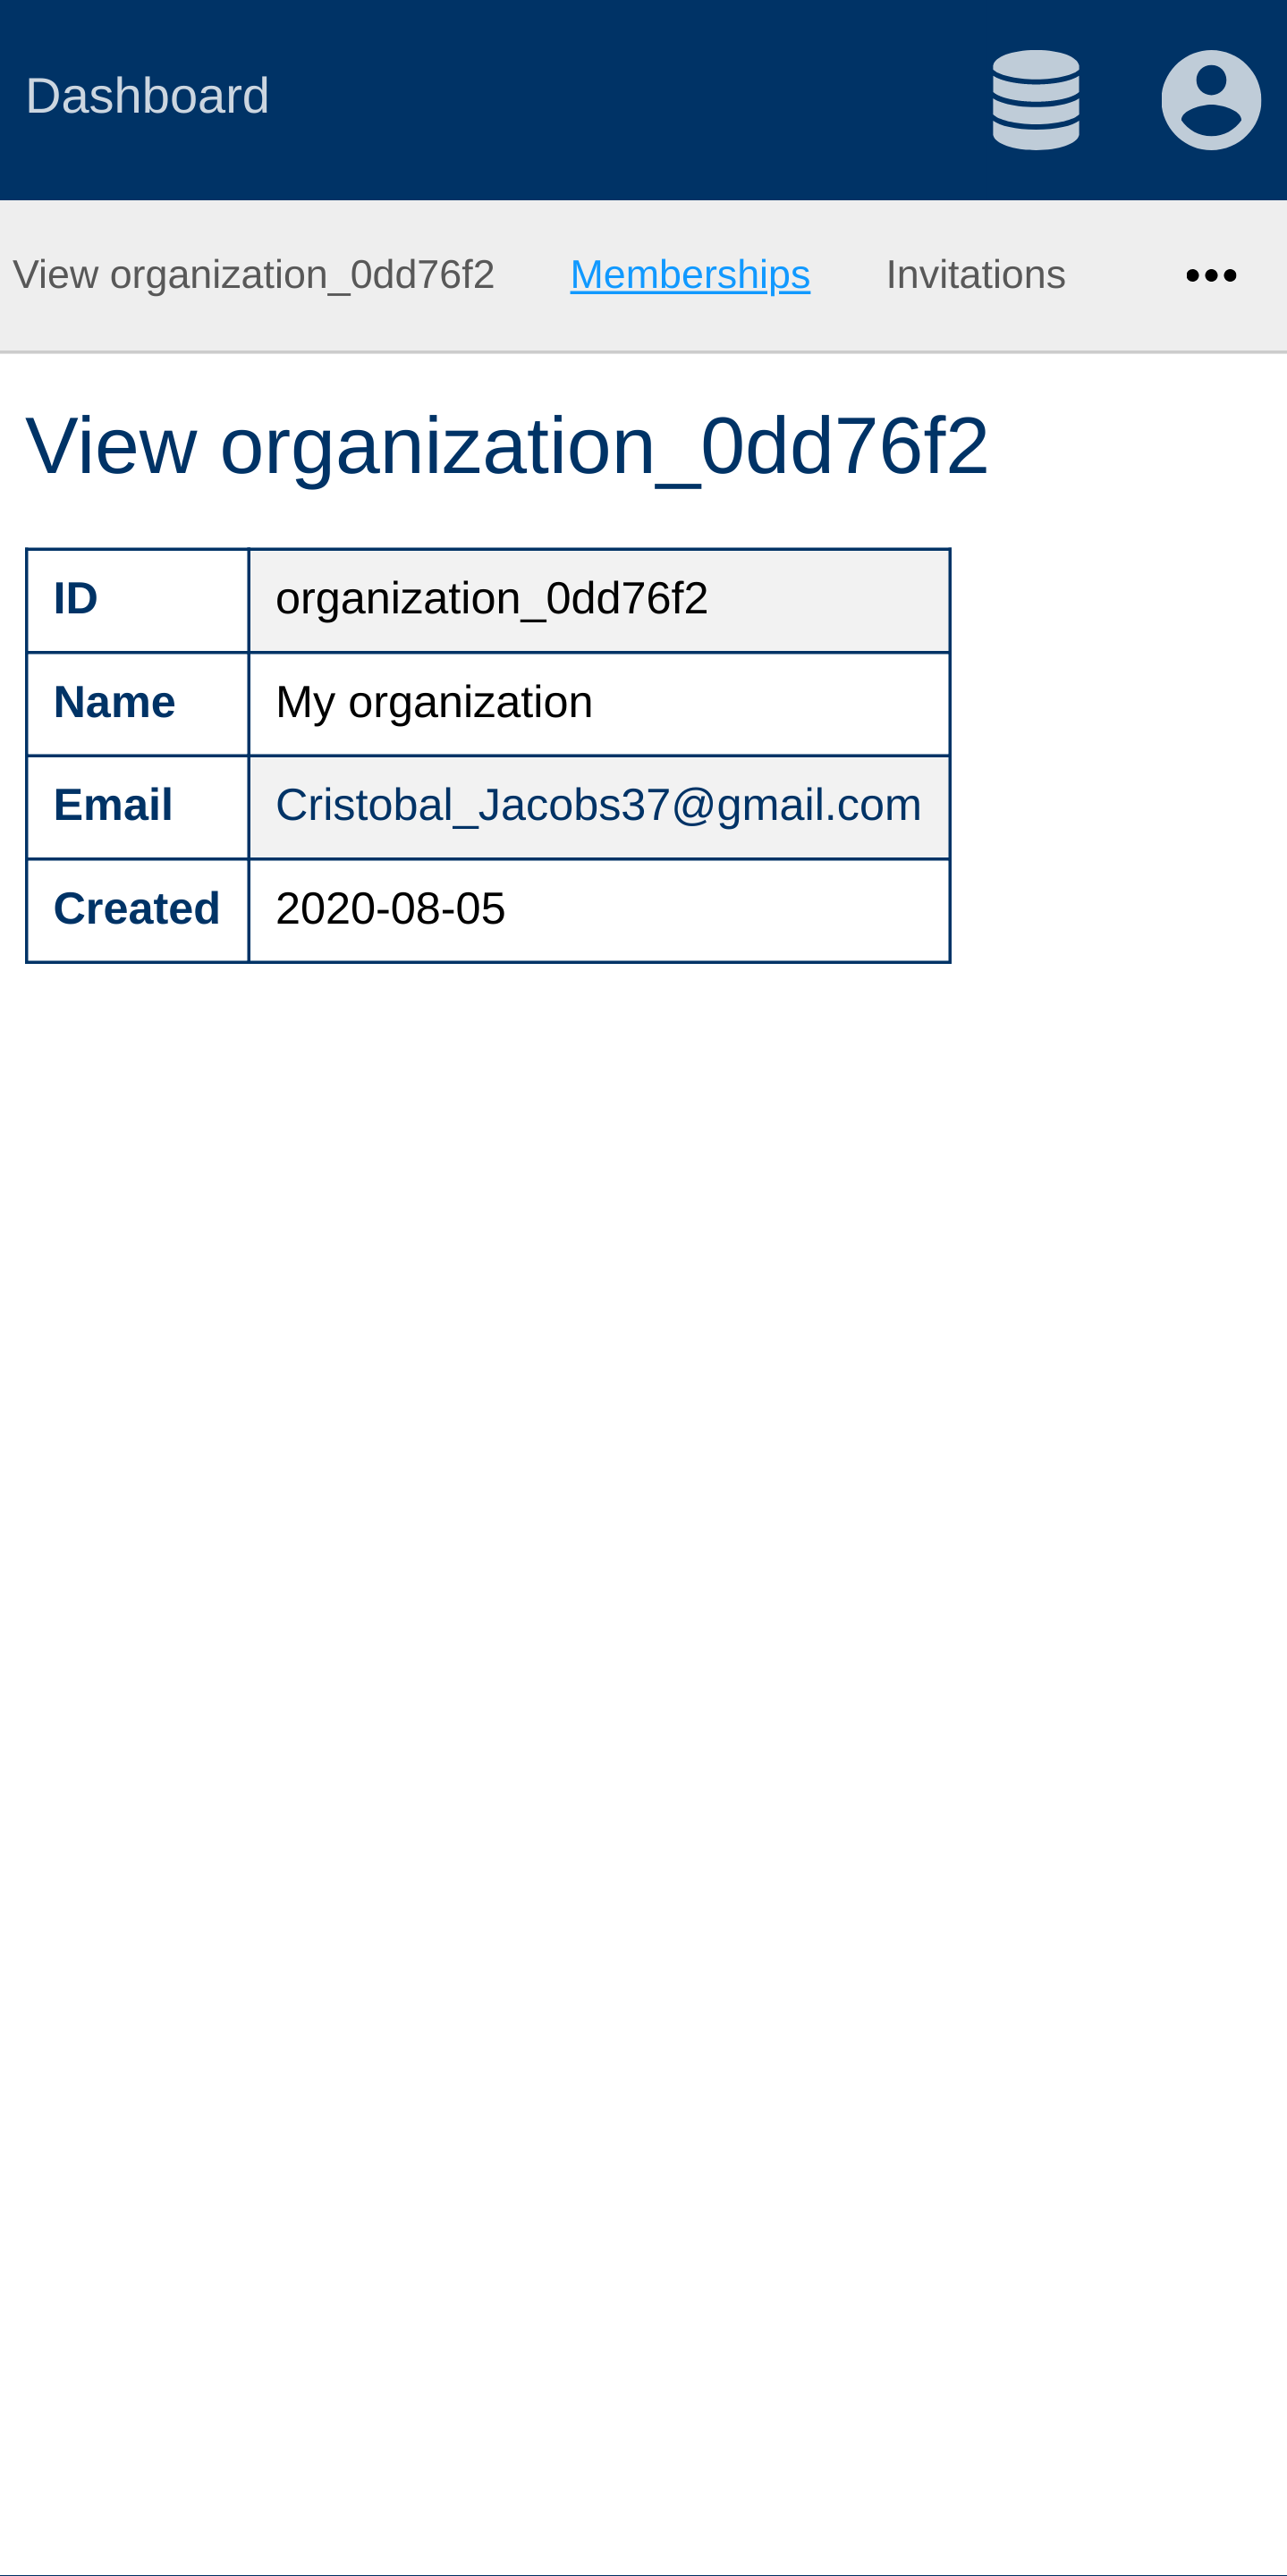 Dashboard
View organization_0dd76f2 Memberships Invitations
View organization_0dd76f2
ID organization_0dd76f2
Name My organization
Email Cristobal_Jacobs37@gmail.com
Created 2020-08-05